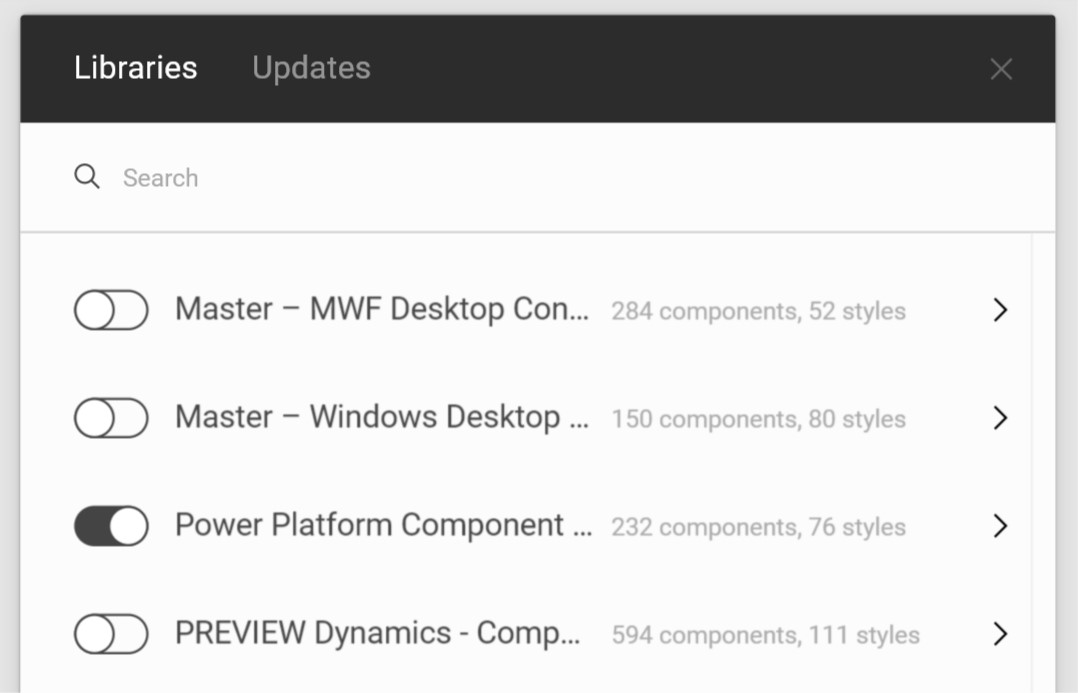 Libraries Updates
Search
Master – MWF Desktop Con... 284 components, 52 styles
Master – Windows Desktop ... 150 components, 80 styles
Power Platform Component ... 232 components, 76 styles
PREVIEW Dynamics - Comp... 594 components, 111 styles